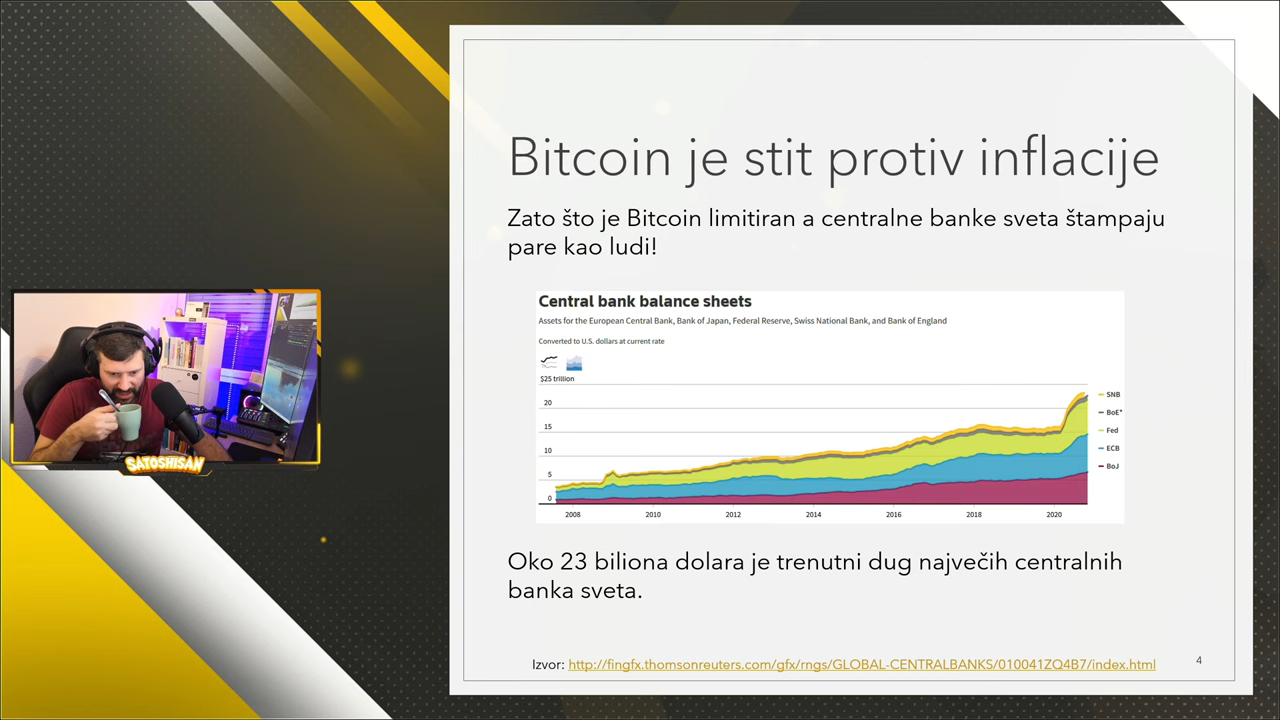 Bitcoin je stit protiv inflacije
Zato što je Bitcoin limitiran a centralne banke sveta štampaju
pare kao ludi!
Central bank balance sheets
Assets for the European Central Bank, Bank of Japan, Federal Reserve, Swiss National Bank, and Bank of England
Converted to U.S. dollars at current rate
$25 trillion
20
15
10
5
0
SNB
BoE*
Fed
ECB
BoJ
2008 2010 2012 2014 2016 2018 2020
SATOSHISAN
Oko 23 biliona dolara je trenutni dug največih centralnih
banka sveta.
Izvor: http://fingfx.thomsonreuters.com/gfx/rngs/GLOBAL-CENTRALBANKS/010041ZQ4B7/index.html
4